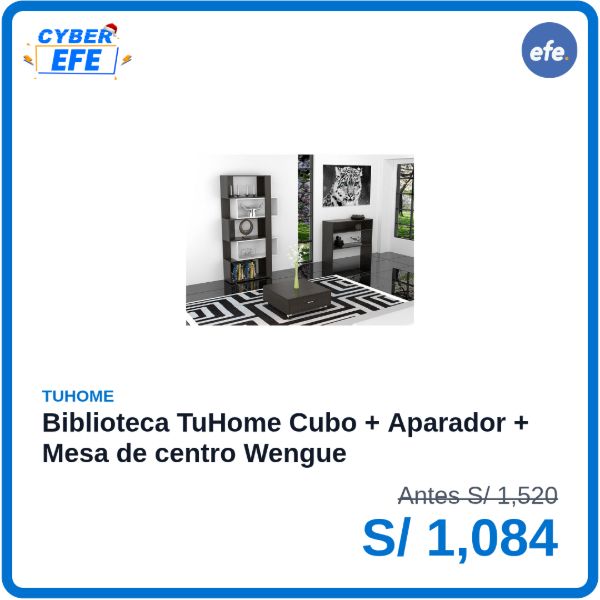 CYBER
EFE
efe.
TUHOME
Biblioteca TuHome Cubo + Aparador +
Mesa de centro Wengue
Antes S/ 1,520
S/ 1,084